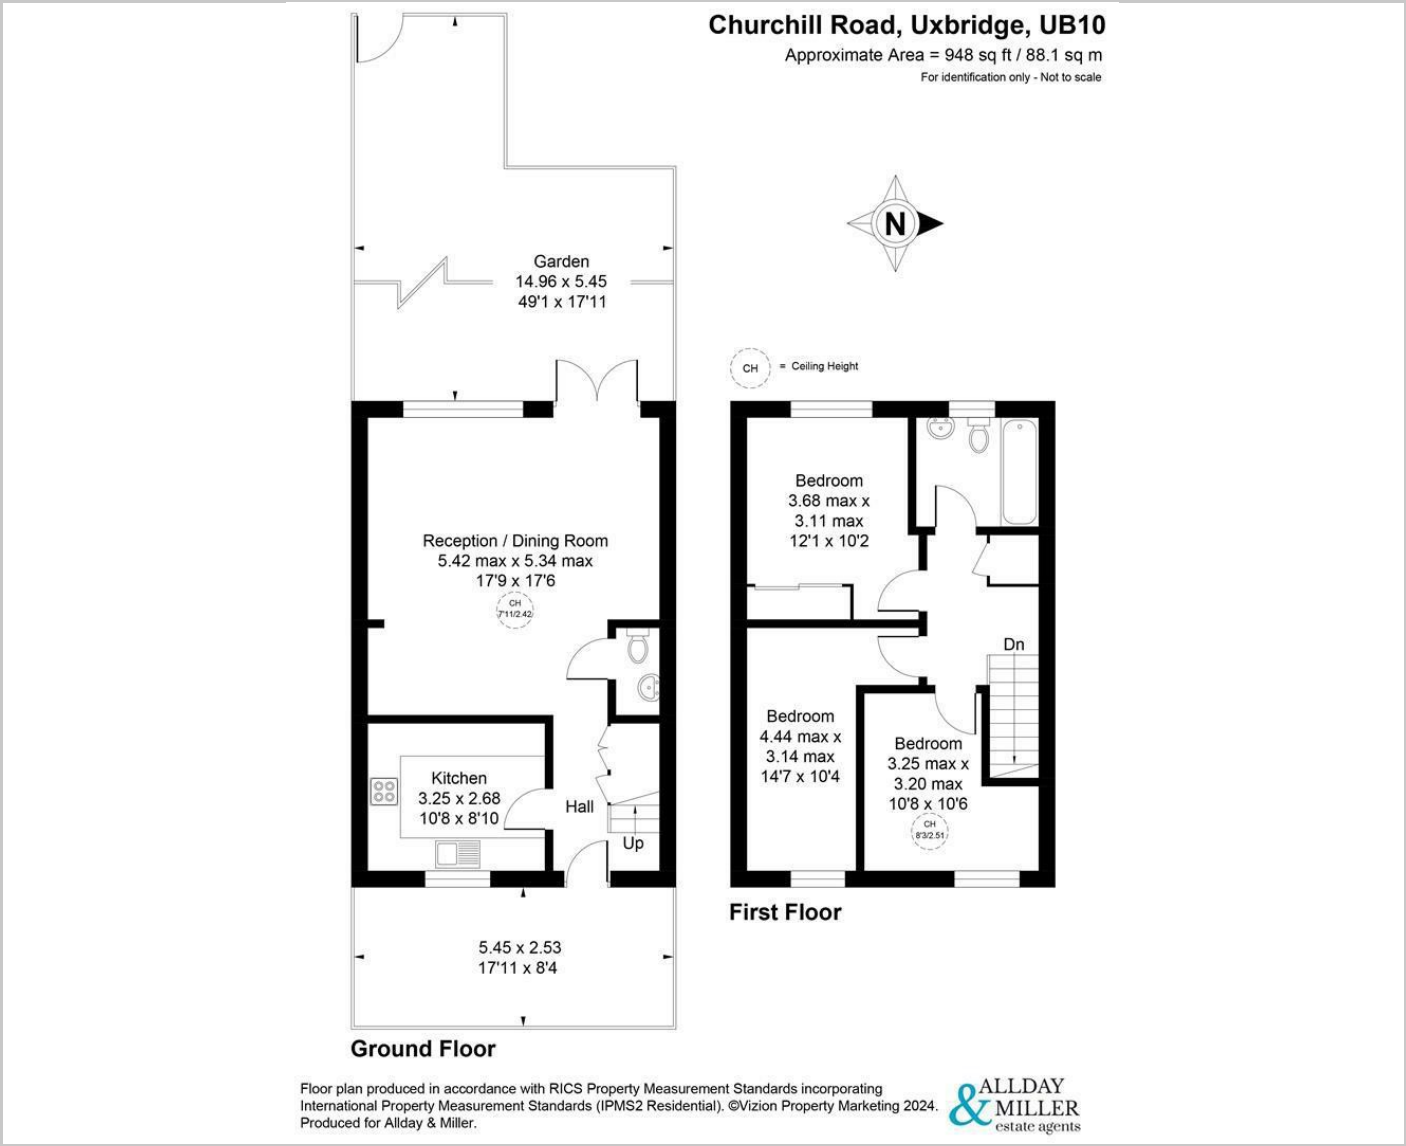 Churchill Road, Uxbridge, UB10
Approximate Area = 948 sq ft / 88.1 sq m
For identification only - Not to scale
N
Garden
14.96 x 5.45
49'1 x 17'11
CH = Ceiling Height
Reception / Dining Room
5.42 max x 5.34 max
17'9 x 17'6
CH
7'11/2.42
Kitchen
3.25 x 2.68
10'8 x 8'10
Hall
Up
5.45 x 2.53
17'11 x 8'4
Ground Floor
Bedroom
3.68 max x
3.11 max
12'1 x 10'2
Dn
Bedroom
4.44 max x
3.14 max
14'7 x 10'4
Bedroom
3.25 max x
3.20 max
10'8 x 10'6
CH
8'3/2.51
First Floor
Floor plan produced in accordance with RICS Property Measurement Standards incorporating
International Property Measurement Standards (IPMS2 Residential). ©Vizion Property Marketing 2024.
Produced for Allday & Miller.
ALLDAY
& MILLER
estate agents